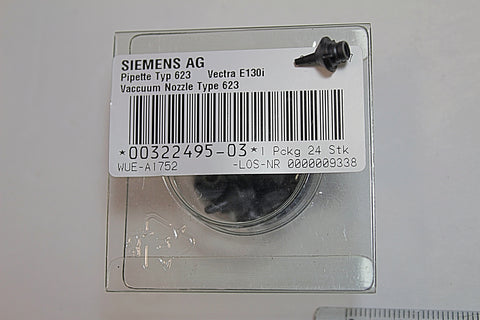 SIEMENS AG
Pipette Typ 623 Vectra E130i
Vaccuum Nozzle Type 623
*00322495-03*1 Pckg 24 Stk
WUE-A1752 -LOS-NR 0000009338